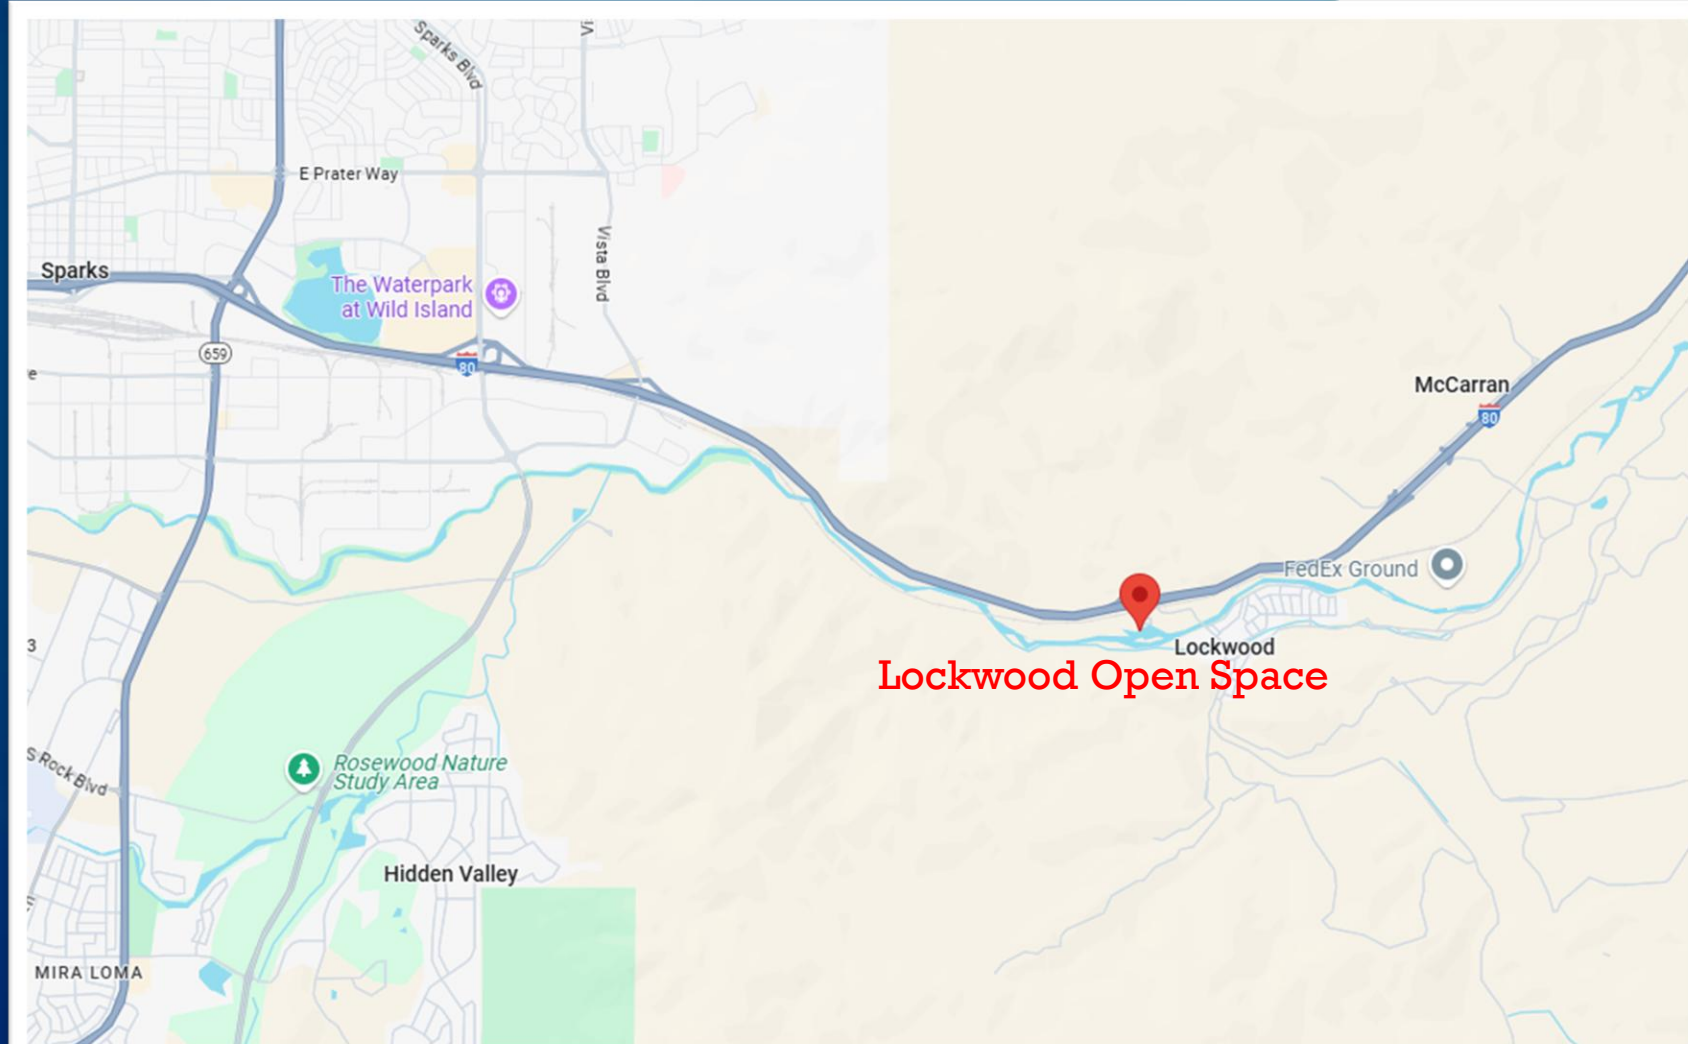 Sparks Blvd
E Prater Way
Vista Blvd
Sparks
The Waterpark
at Wild Island
659
80
McCarran
80
FedEx Ground
Lockwood
Lockwood Open Space
3
S Rock Blvd
Rosewood Nature
Study Area
Hidden Valley
MIRA LOMA